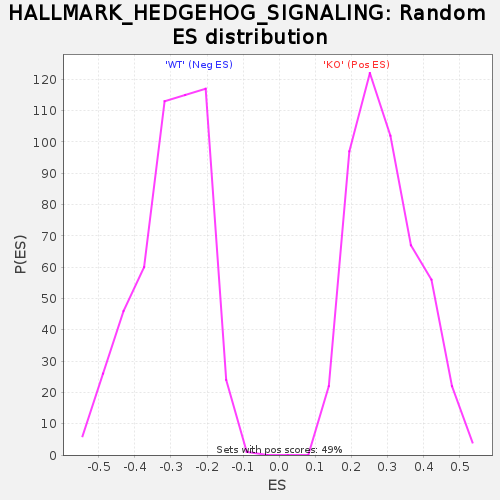 HALLMARK_HEDGEHOG_SIGNALING: Random
ES distribution
'WT' (Neg ES)
'KO' (Pos ES)
P(ES)
120
110
100
90
80
70
60
50
40
30
20
10
0
Sets with pos scores: 49%
-0.5 -0.4 -0.3 -0.2 -0.1 0.0 0.1 0.2 0.3 0.4 0.5
ES